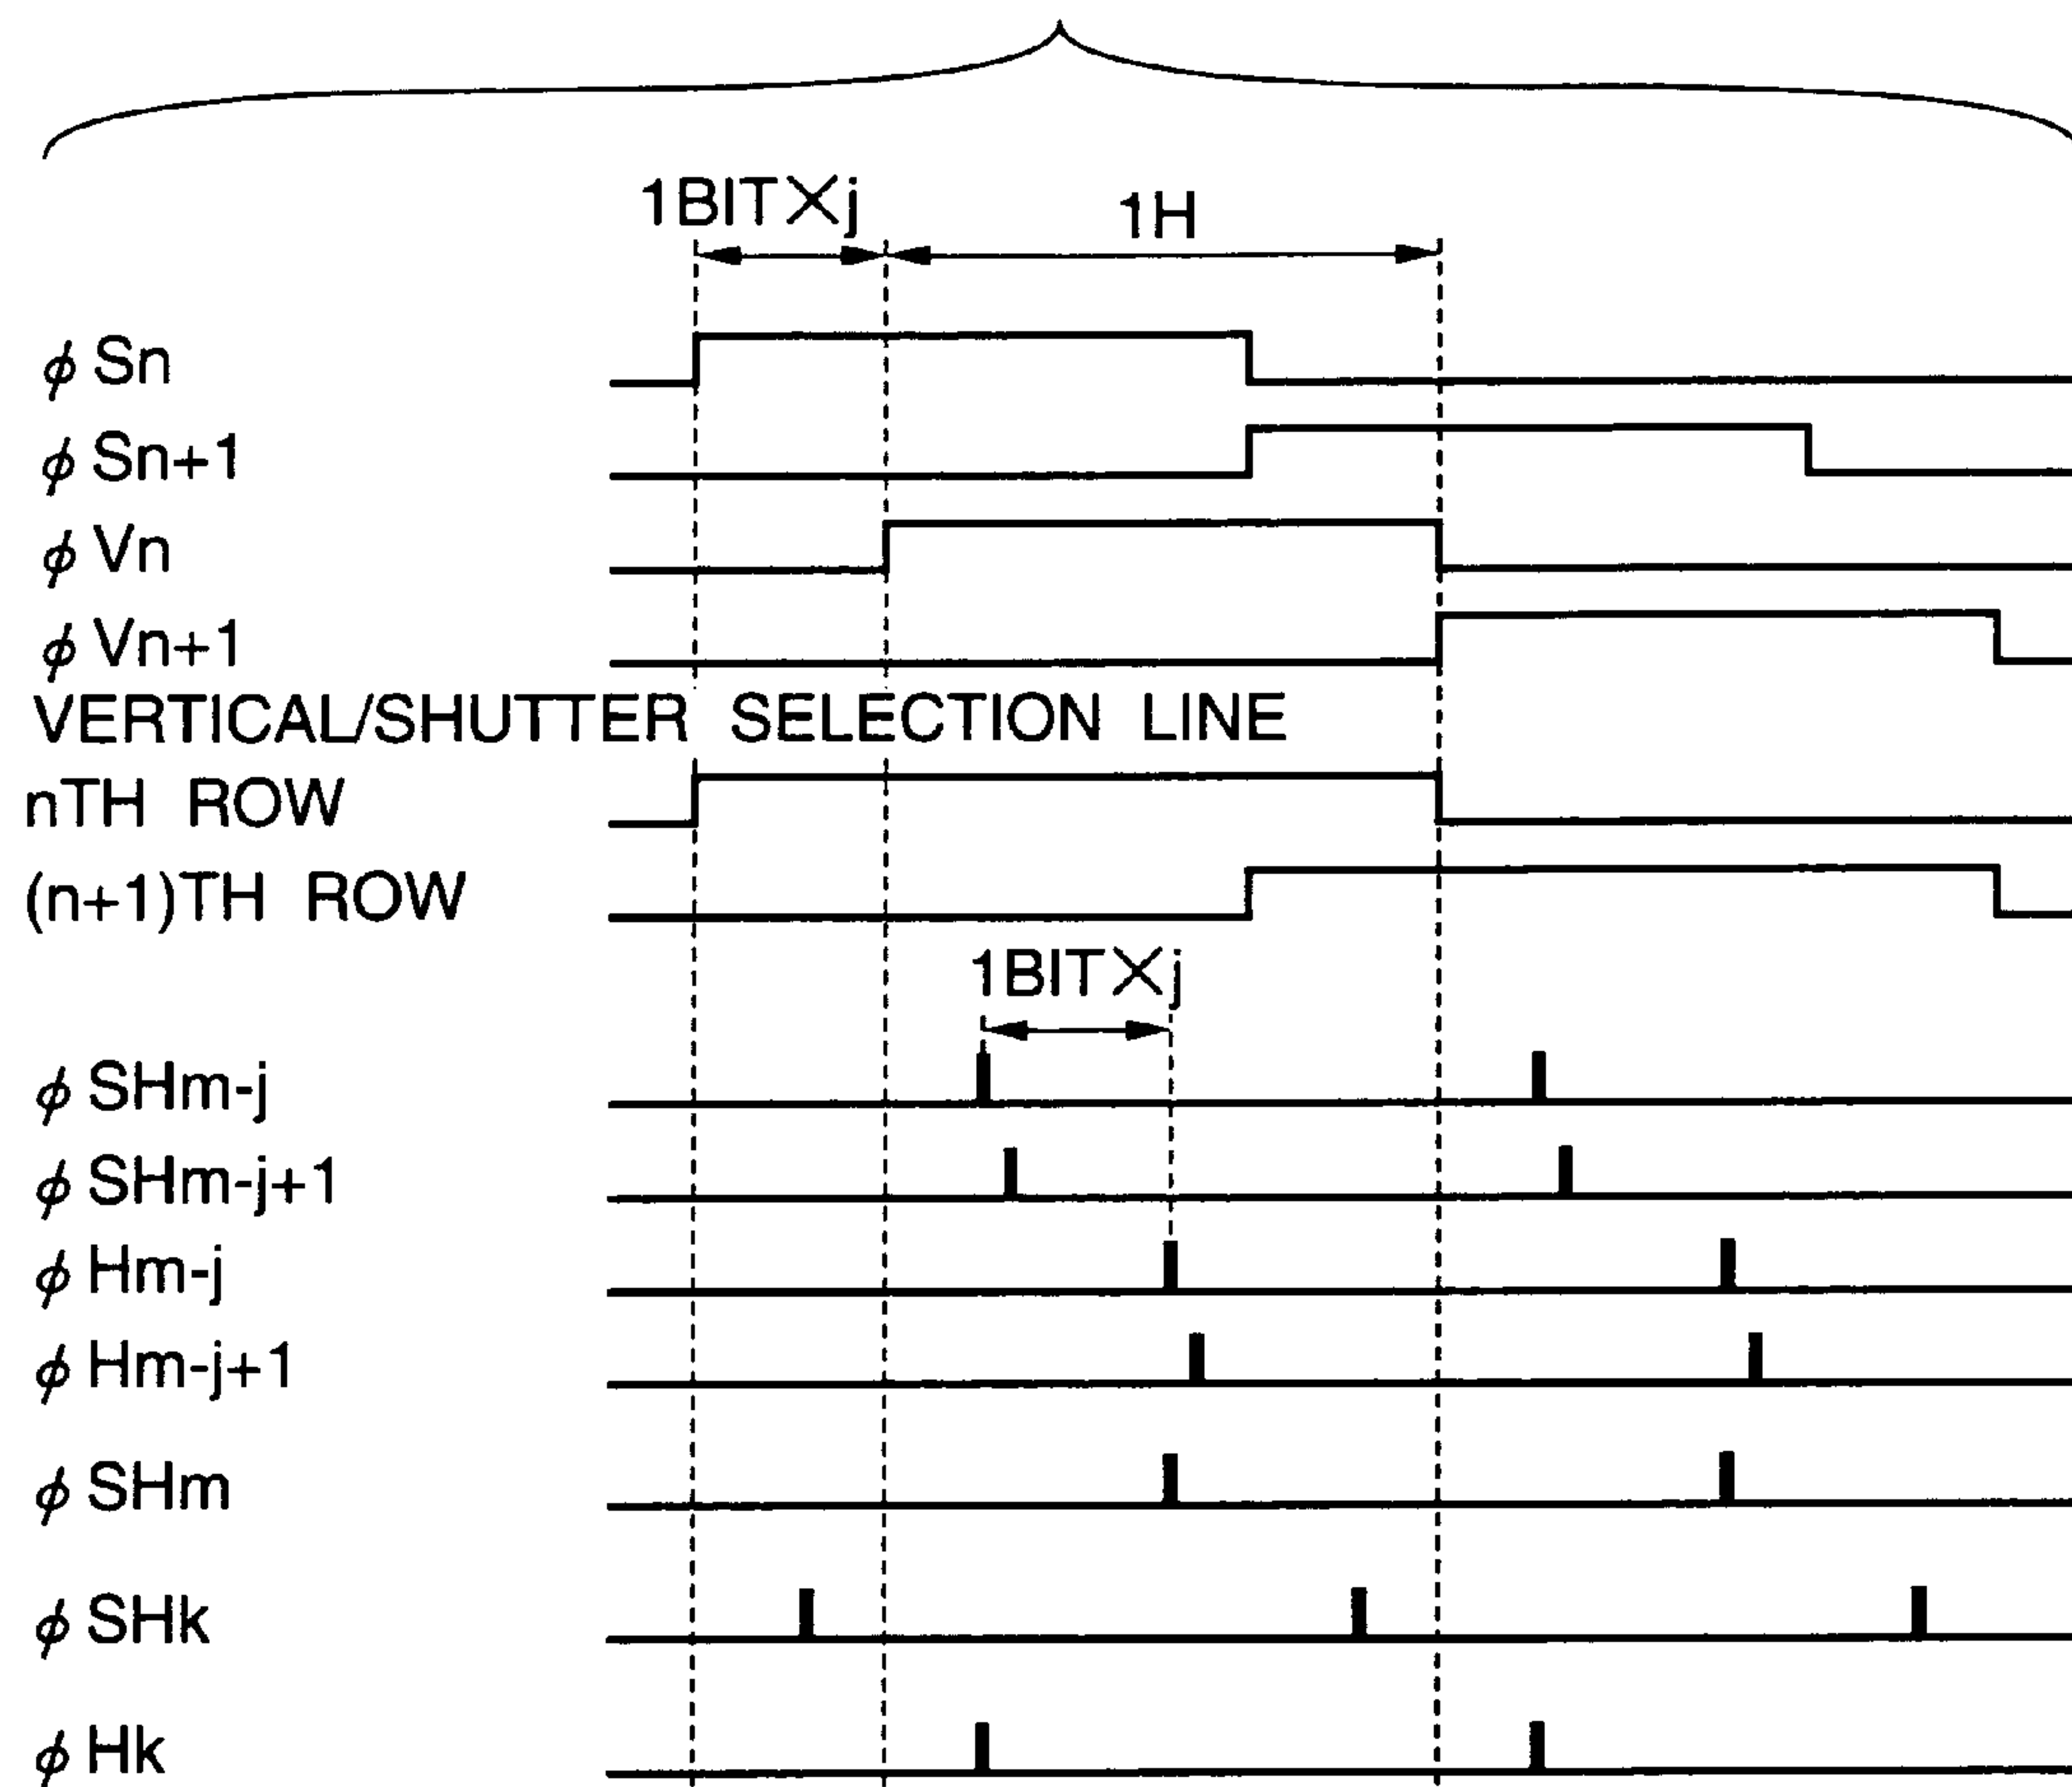 1BIT×j
1H
ϕ Sn
ϕ Sn+1
ϕ Vn
ϕ Vn+1
VERTICAL/SHUTTER SELECTION LINE
nTH ROW
(n+1)TH ROW
1BIT×j
ϕ SHm-j
ϕ SHm-j+1
ϕ Hm-j
ϕ Hm-j+1
ϕ SHm
ϕ SHk
ϕ Hk